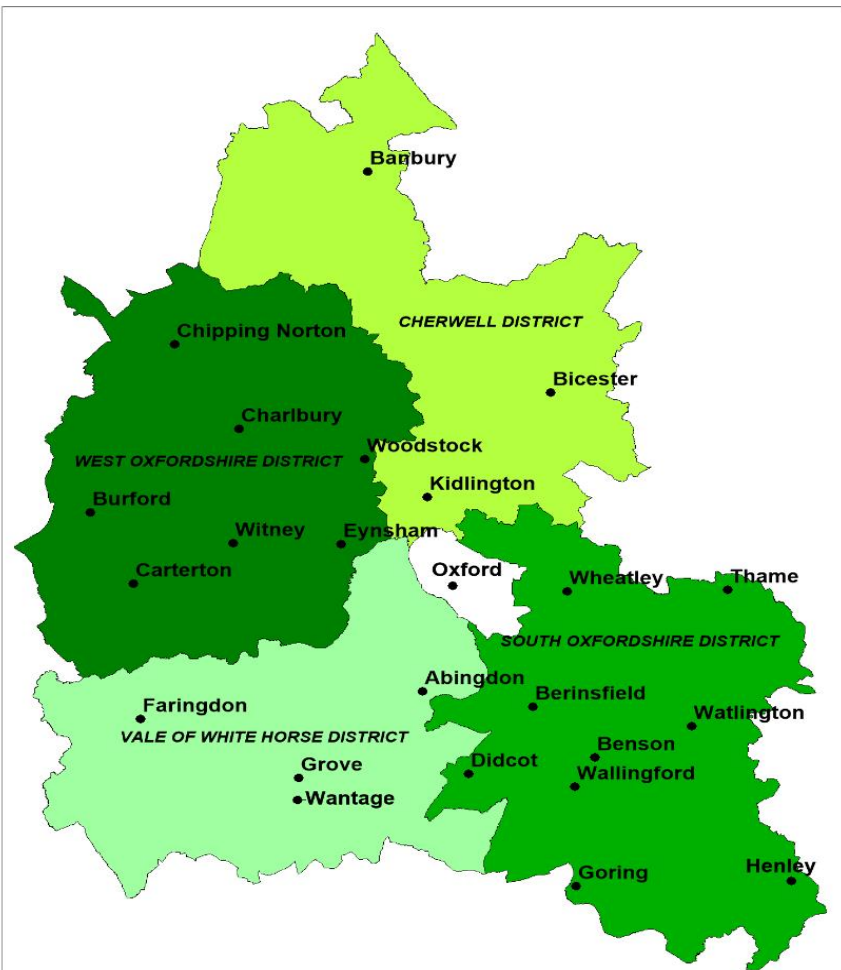 Banbury
CHERWELL DISTRICT
Chipping Norton
Bicester
Charlbury
Woodstock
WEST OXFORDSHIRE DISTRICT
Kidlington
Burford
Witney
Eynsham
Carterton
Oxford
Wheatley
Thame
SOUTH OXFORDSHIRE DISTRICT
Abingdon
Berinsfield
Faringdon
Watlington
VALE OF WHITE HORSE DISTRICT
Benson
Didcot
Grove
Wallingford
Wantage
Goring
Henley